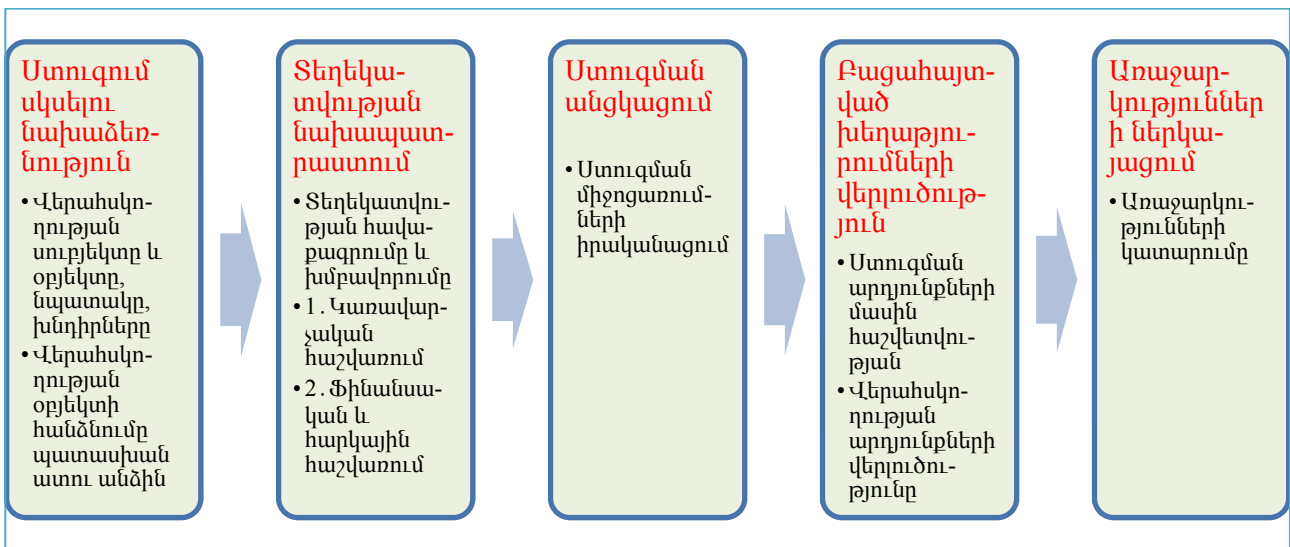 Ստուգում
սկսելու
նախաձեռ-
նություն
• Վերահսկո-
ղության
սուբյեկտը և
օբյեկտը,
նպատակը,
խնդիրները
• Վերահսկո-
ղության
օբյեկտի
հանձնումը
պատասխան
ատու անձին
Տեղեկա-
տվության
նախապատ-
րաստում
• Տեղեկատվու-
թյան հավա-
քագրումը և
խմբավորումը
• 1. Կառավար-
չական
հաշվառում
• 2. Ֆինանսա-
կան և
հարկային
հաշվառում
Ստուգման
անցկացում
• Ստուգման
միջոցառում-
ների
իրականացում
Բացահայտ-
ված
խեղաթյու-
րումների
վերլուծութ-
յուն
• Ստուգման
արդյունքների
մասին
հաշվետվու-
թյան
• Վերահսկո-
ղության
արդյունքների
վերլուծու-
թյունը
Առաջար-
կություններ
ի ներկա-
յացում
• Առաջարկու-
թյունների
կատարումը